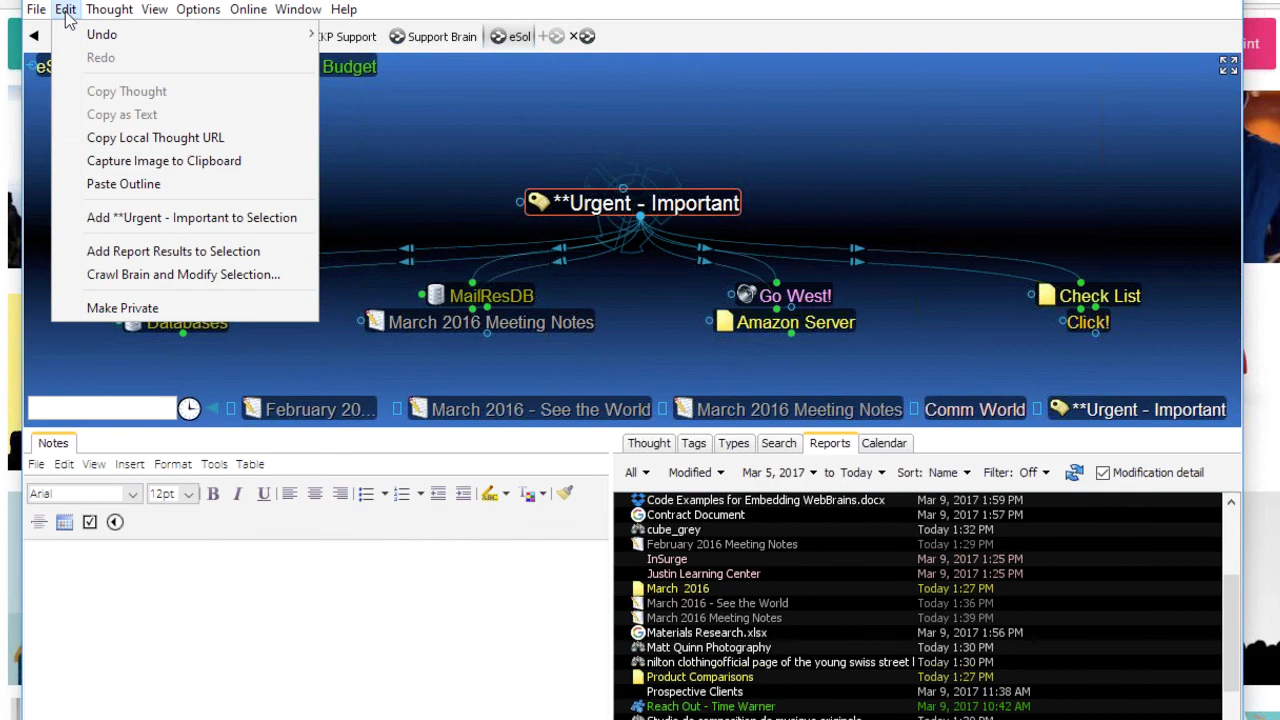 File Edit Thought View Options Online Window Help
Undo
Redo
Copy Thought
Copy as Text
Copy Local Thought URL
Capture Image to Clipboard
Paste Outline
Add **Urgent - Important to Selection
Add Report Results to Selection
Crawl Brain and Modify Selection...
Make Private
KP Support Support Brain eSol
Budget
**Urgent - Important
MailResDB Go West! Check List
Databases March 2016 Meeting Notes Amazon Server Click!
February 20... March 2016 - See the World March 2016 Meeting Notes Comm World **Urgent - Important
Notes
File Edit View Insert Format Tools Table
Arial 12pt B I U
Thought Tags Types Search Reports Calendar
All Modified Mar 5, 2017 to Today Sort: Name Filter: Off Modification detail
Code Examples for Embedding WebBrains.docx Mar 9, 2017 1:59 PM
Contract Document Mar 9, 2017 1:57 PM
cube_grey Today 1:32 PM
February 2016 Meeting Notes Today 1:29 PM
InSurge Mar 9, 2017 1:25 PM
Justin Learning Center Mar 9, 2017 1:25 PM
March 2016 Today 1:27 PM
March 2016 - See the World Today 1:36 PM
March 2016 Meeting Notes Today 1:39 PM
Materials Research.xlsx Mar 9, 2017 1:56 PM
Matt Quinn Photography Today 1:30 PM
nilton clothingofficial page of the young swiss street l Today 1:30 PM
Product Comparisons Today 1:27 PM
Prospective Clients Mar 9, 2017 11:38 AM
Reach Out - Time Warner Mar 9, 2017 10:42 AM
int